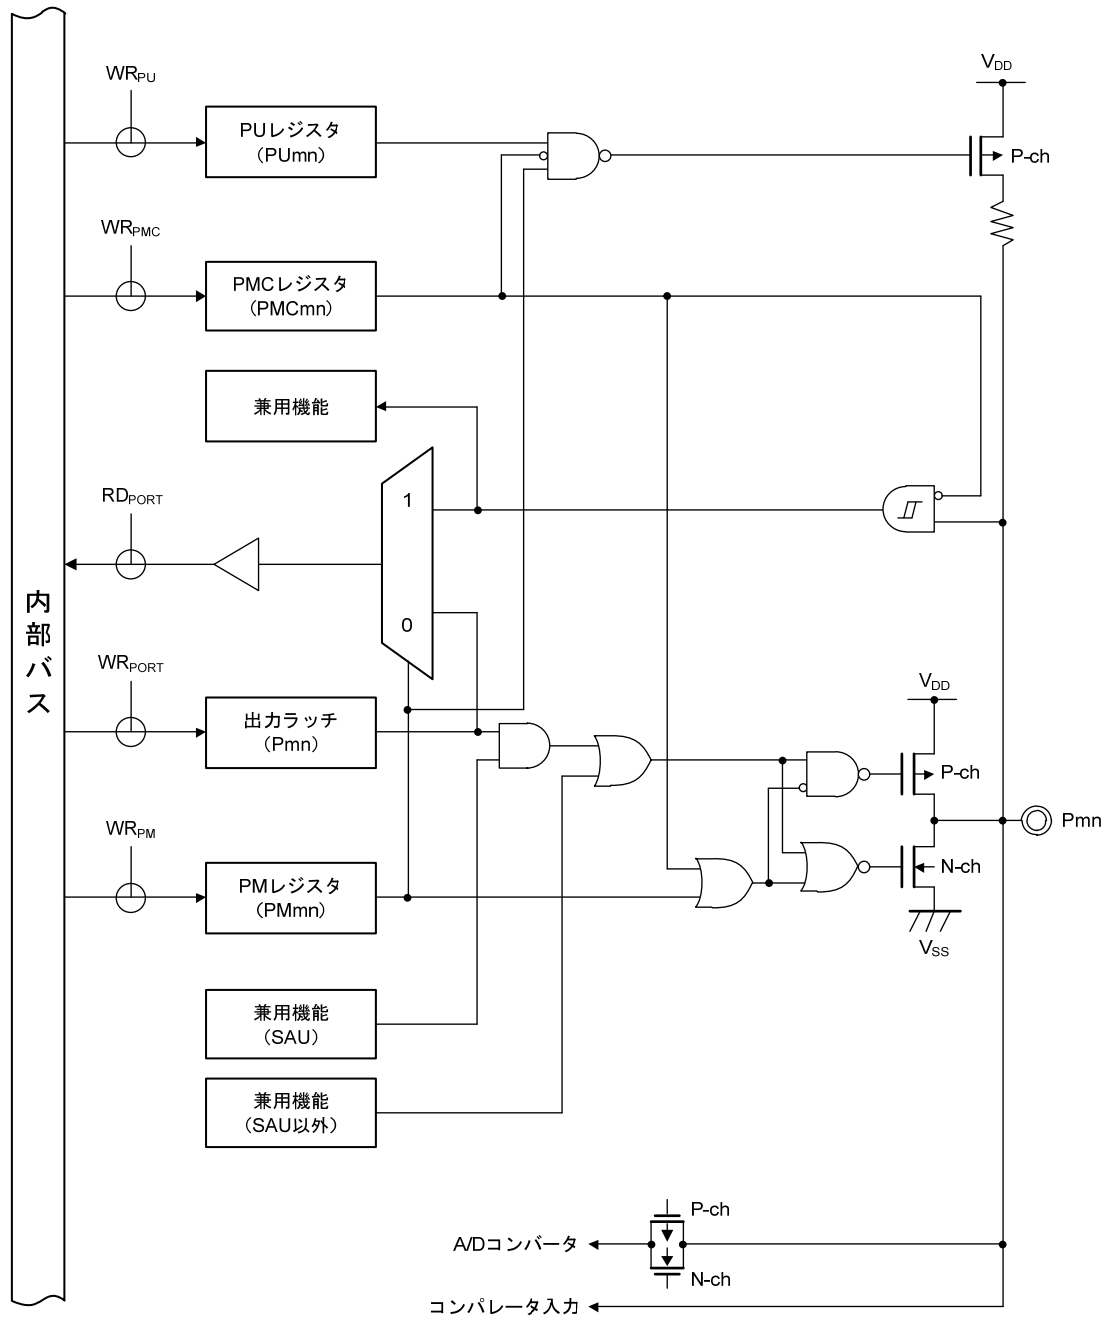 WRPU
VDD
PUレジスタ
(PUmn)
P-ch
WRPMC
PMCレジスタ
(PMCmn)
兼用機能
1
RDPORT
内部バス
0
WRPORT
VDD
出力ラッチ
(Pmn)
P-ch
Pmn
WRPM
N-ch
PMレジスタ
(PMmn)
VSS
兼用機能
(SAU)
兼用機能
(SAU以外)
P-ch
A/Dコンバータ
N-ch
コンパレータ入力